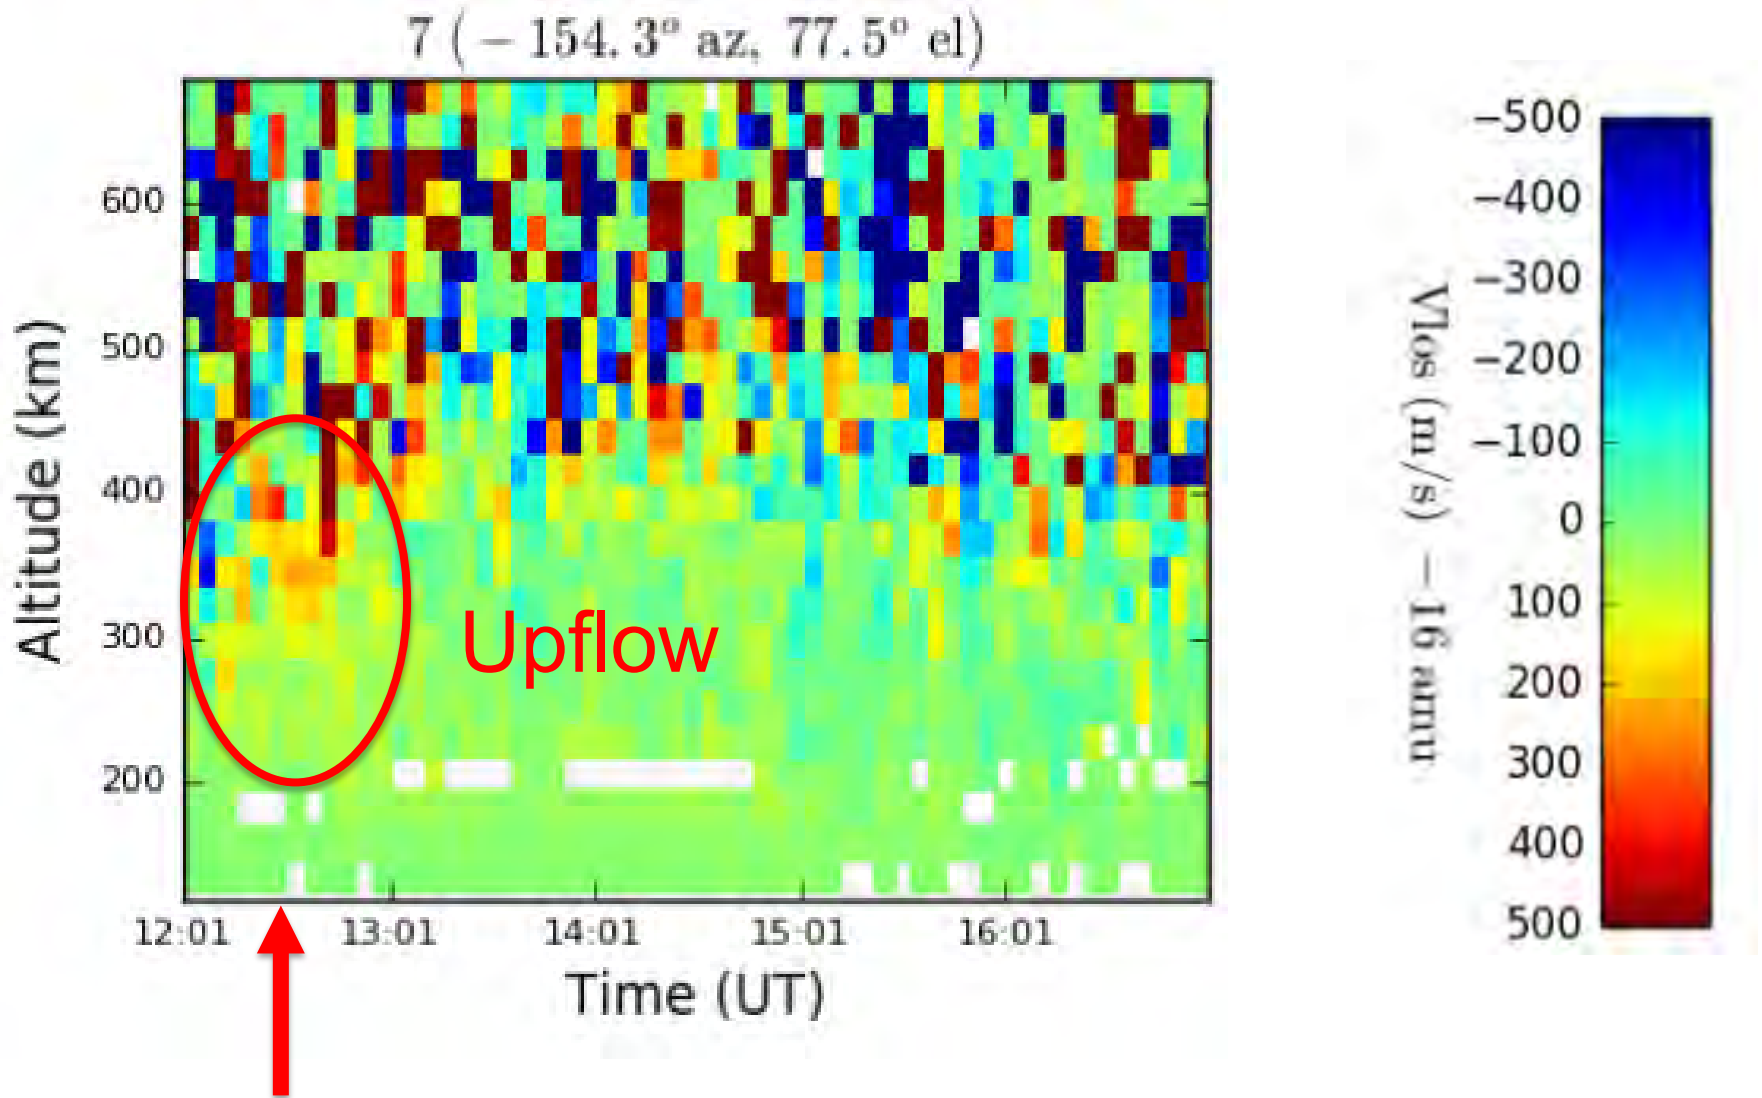 7 (−154.3° az, 77.5° el)
Altitude (km)
600
500
400
300
200
Upflow
12:01 13:01 14:01 15:01 16:01
Time (UT)
−500
−400
−300
−200
−100
0
100
200
300
400
500
Vlos (m/s) − 16 amu